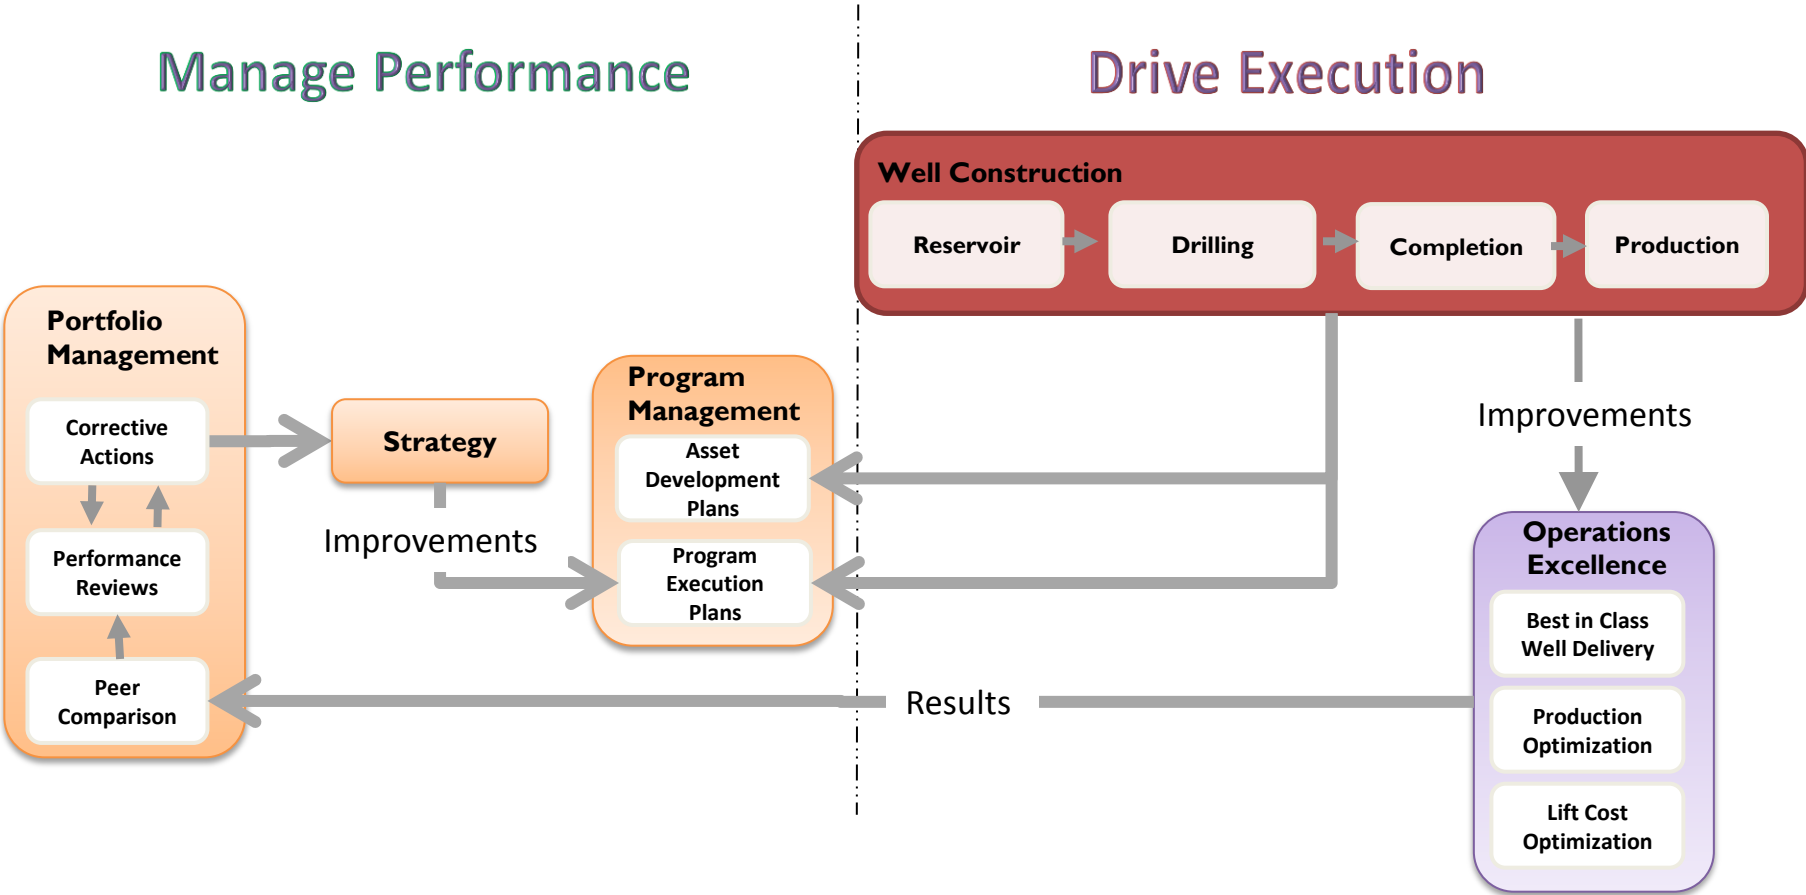 Manage Performance
Drive Execution
Well Construction
Reservoir
Drilling
Completion
Production
Portfolio
Management
Corrective
Actions
Performance
Reviews
Peer
Comparison
Strategy
Improvements
Program
Management
Asset
Development
Plans
Program
Execution
Plans
Improvements
Results
Operations
Excellence
Best in Class
Well Delivery
Production
Optimization
Lift Cost
Optimization